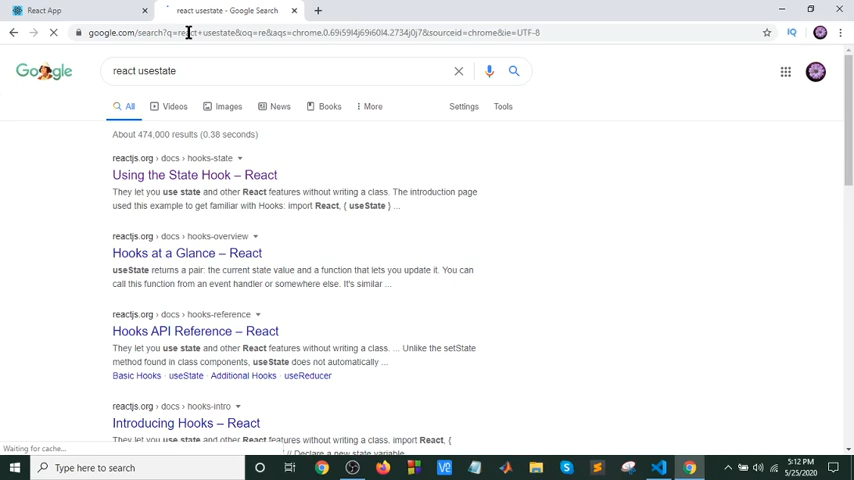 React App
react usestate - Google Search
google.com/search?q=react+usestate&oq=re&aqs=chrome.0.69i59l4j69i60l4.2734j0j7&sourceid=chrome&ie=UTF-8
IQ
Google
react usestate
All
Videos
Images
News
Books
More
Settings
Tools
About 474,000 results (0.38 seconds)
reactjs.org › docs › hooks-state
Using the State Hook – React
They let you use state and other React features without writing a class. The introduction page
used this example to get familiar with Hooks: import React, { useState } ...
reactjs.org › docs › hooks-overview
Hooks at a Glance – React
useState returns a pair: the current state value and a function that lets you update it. You can
call this function from an event handler or somewhere else. It's similar ...
reactjs.org › docs › hooks-reference
Hooks API Reference – React
They let you use state and other React features without writing a class. ... Unlike the setState
method found in class components, useState does not automatically ...
Basic Hooks · useState · Additional Hooks · useReducer
reactjs.org › docs › hooks-intro
Introducing Hooks – React
They let you use state and other React features without writing a class. import React, {
// Declare a new state variable
Waiting for cache...
Type here to search
5:12 PM
5/25/2020